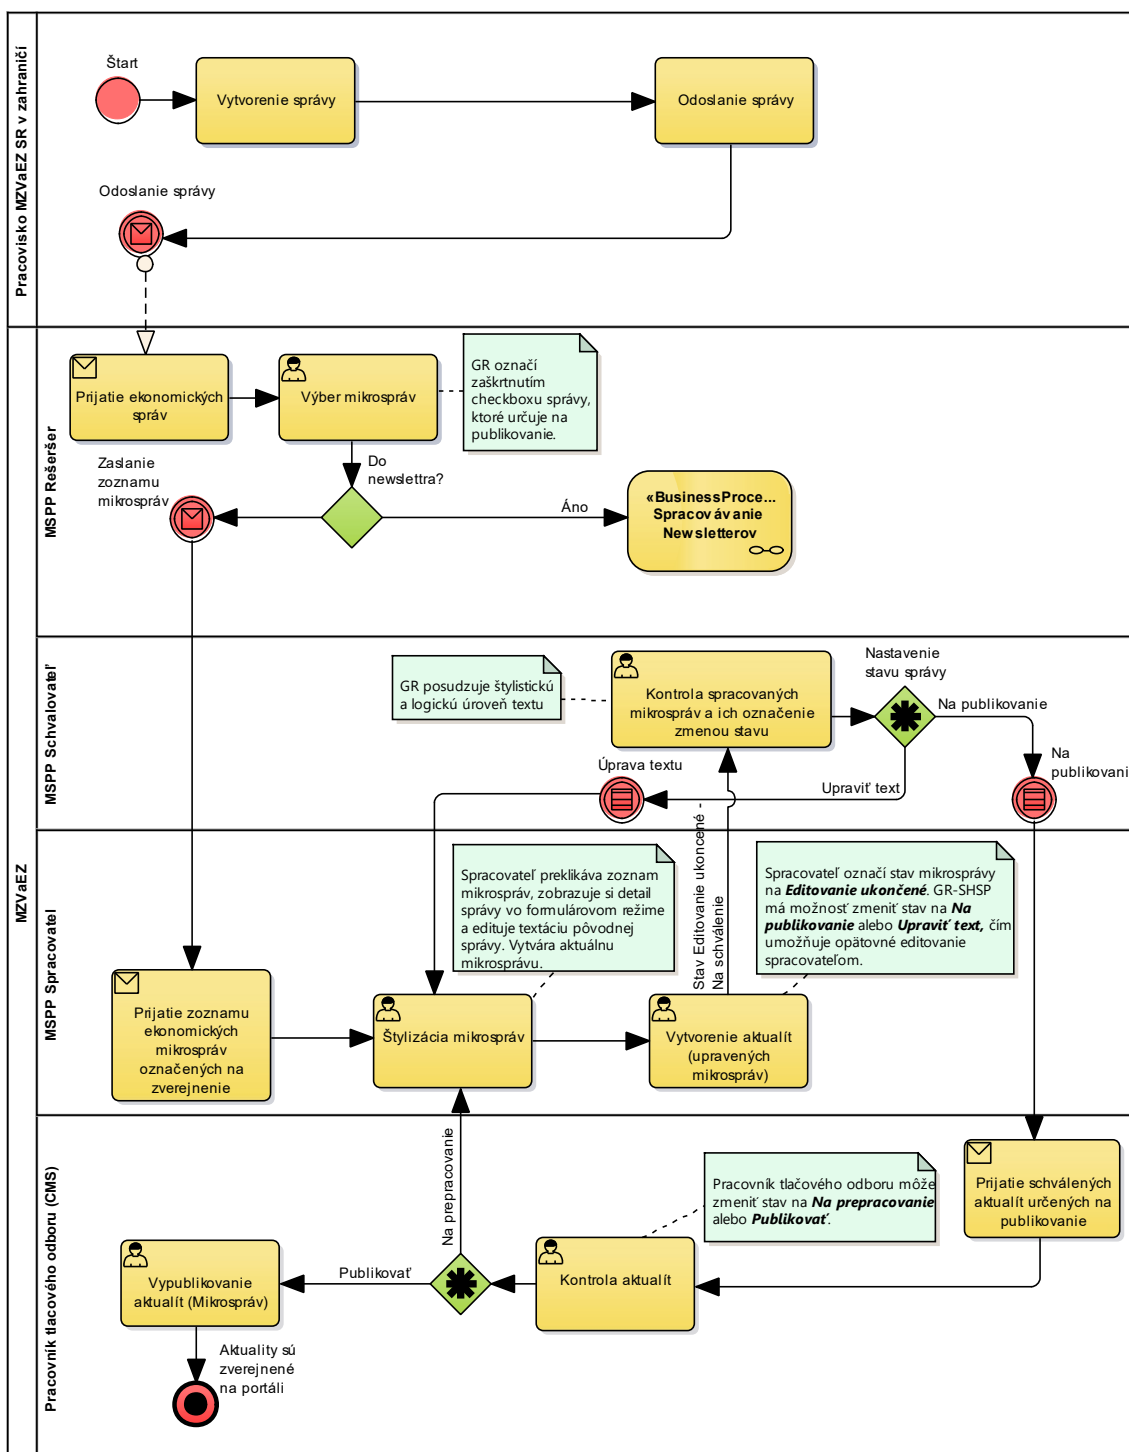 Pracovisko MZVaEZ SR v zahraničí
Štart
Vytvorenie správy
Odoslanie správy
Odoslanie správy
MZVaEZ
MSPP Rešeršer
Prijatie ekonomických
správ
Výber mikrospráv
GR označí
zaškrtnutím
checkboxu správy,
ktoré určuje na
publikovanie.
Do
newslettra?
Zaslanie
zoznamu
mikrospráv
Áno
«BusinessProce...
Spracovávanie
Newsletterov
MSPP Schvalovateľ
GR posudzuje štylistickú
a logickú úroveň textu
Kontrola spracovaných
mikrospráv a ich označenie
zmenou stavu
Nastavenie
stavu správy
Na publikovanie
Na
publikovani
Úprava textu
Upraviť text
MSPP Spracovateľ
Spracovateľ preklikáva zoznam
mikrospráv, zobrazuje si detail
správy vo formulárovom režime
a edituje textáciu pôvodnej
správy. Vytvára aktuálnu
mikrosprávu.
Stav Editovanie ukoncené
Na schválenie
Spracovateľ označí stav mikrosprávy
na Editovanie ukončené. GR-SHSP
má možnosť zmeniť stav na Na
publikovanie alebo Upraviť text, čím
umožňuje opätovné editovanie
spracovateľom.
Prijatie zoznamu
ekonomických
mikrospráv
označených na
zverejnenie
Štylizácia mikrospráv
Vytvorenie aktualít
(upravených
mikrospráv)
Pracovník tlacového odboru (CMS)
Na prepracovanie
Pracovník tlačového odboru môže
zmeniť stav na Na prepracovanie
alebo Publikovať.
Prijatie schválených
aktualít určených na
publikovanie
Vypublikovanie
aktualít (Mikrospráv)
Publikovať
Kontrola aktualít
Aktuality sú
zverejnené
na portáli